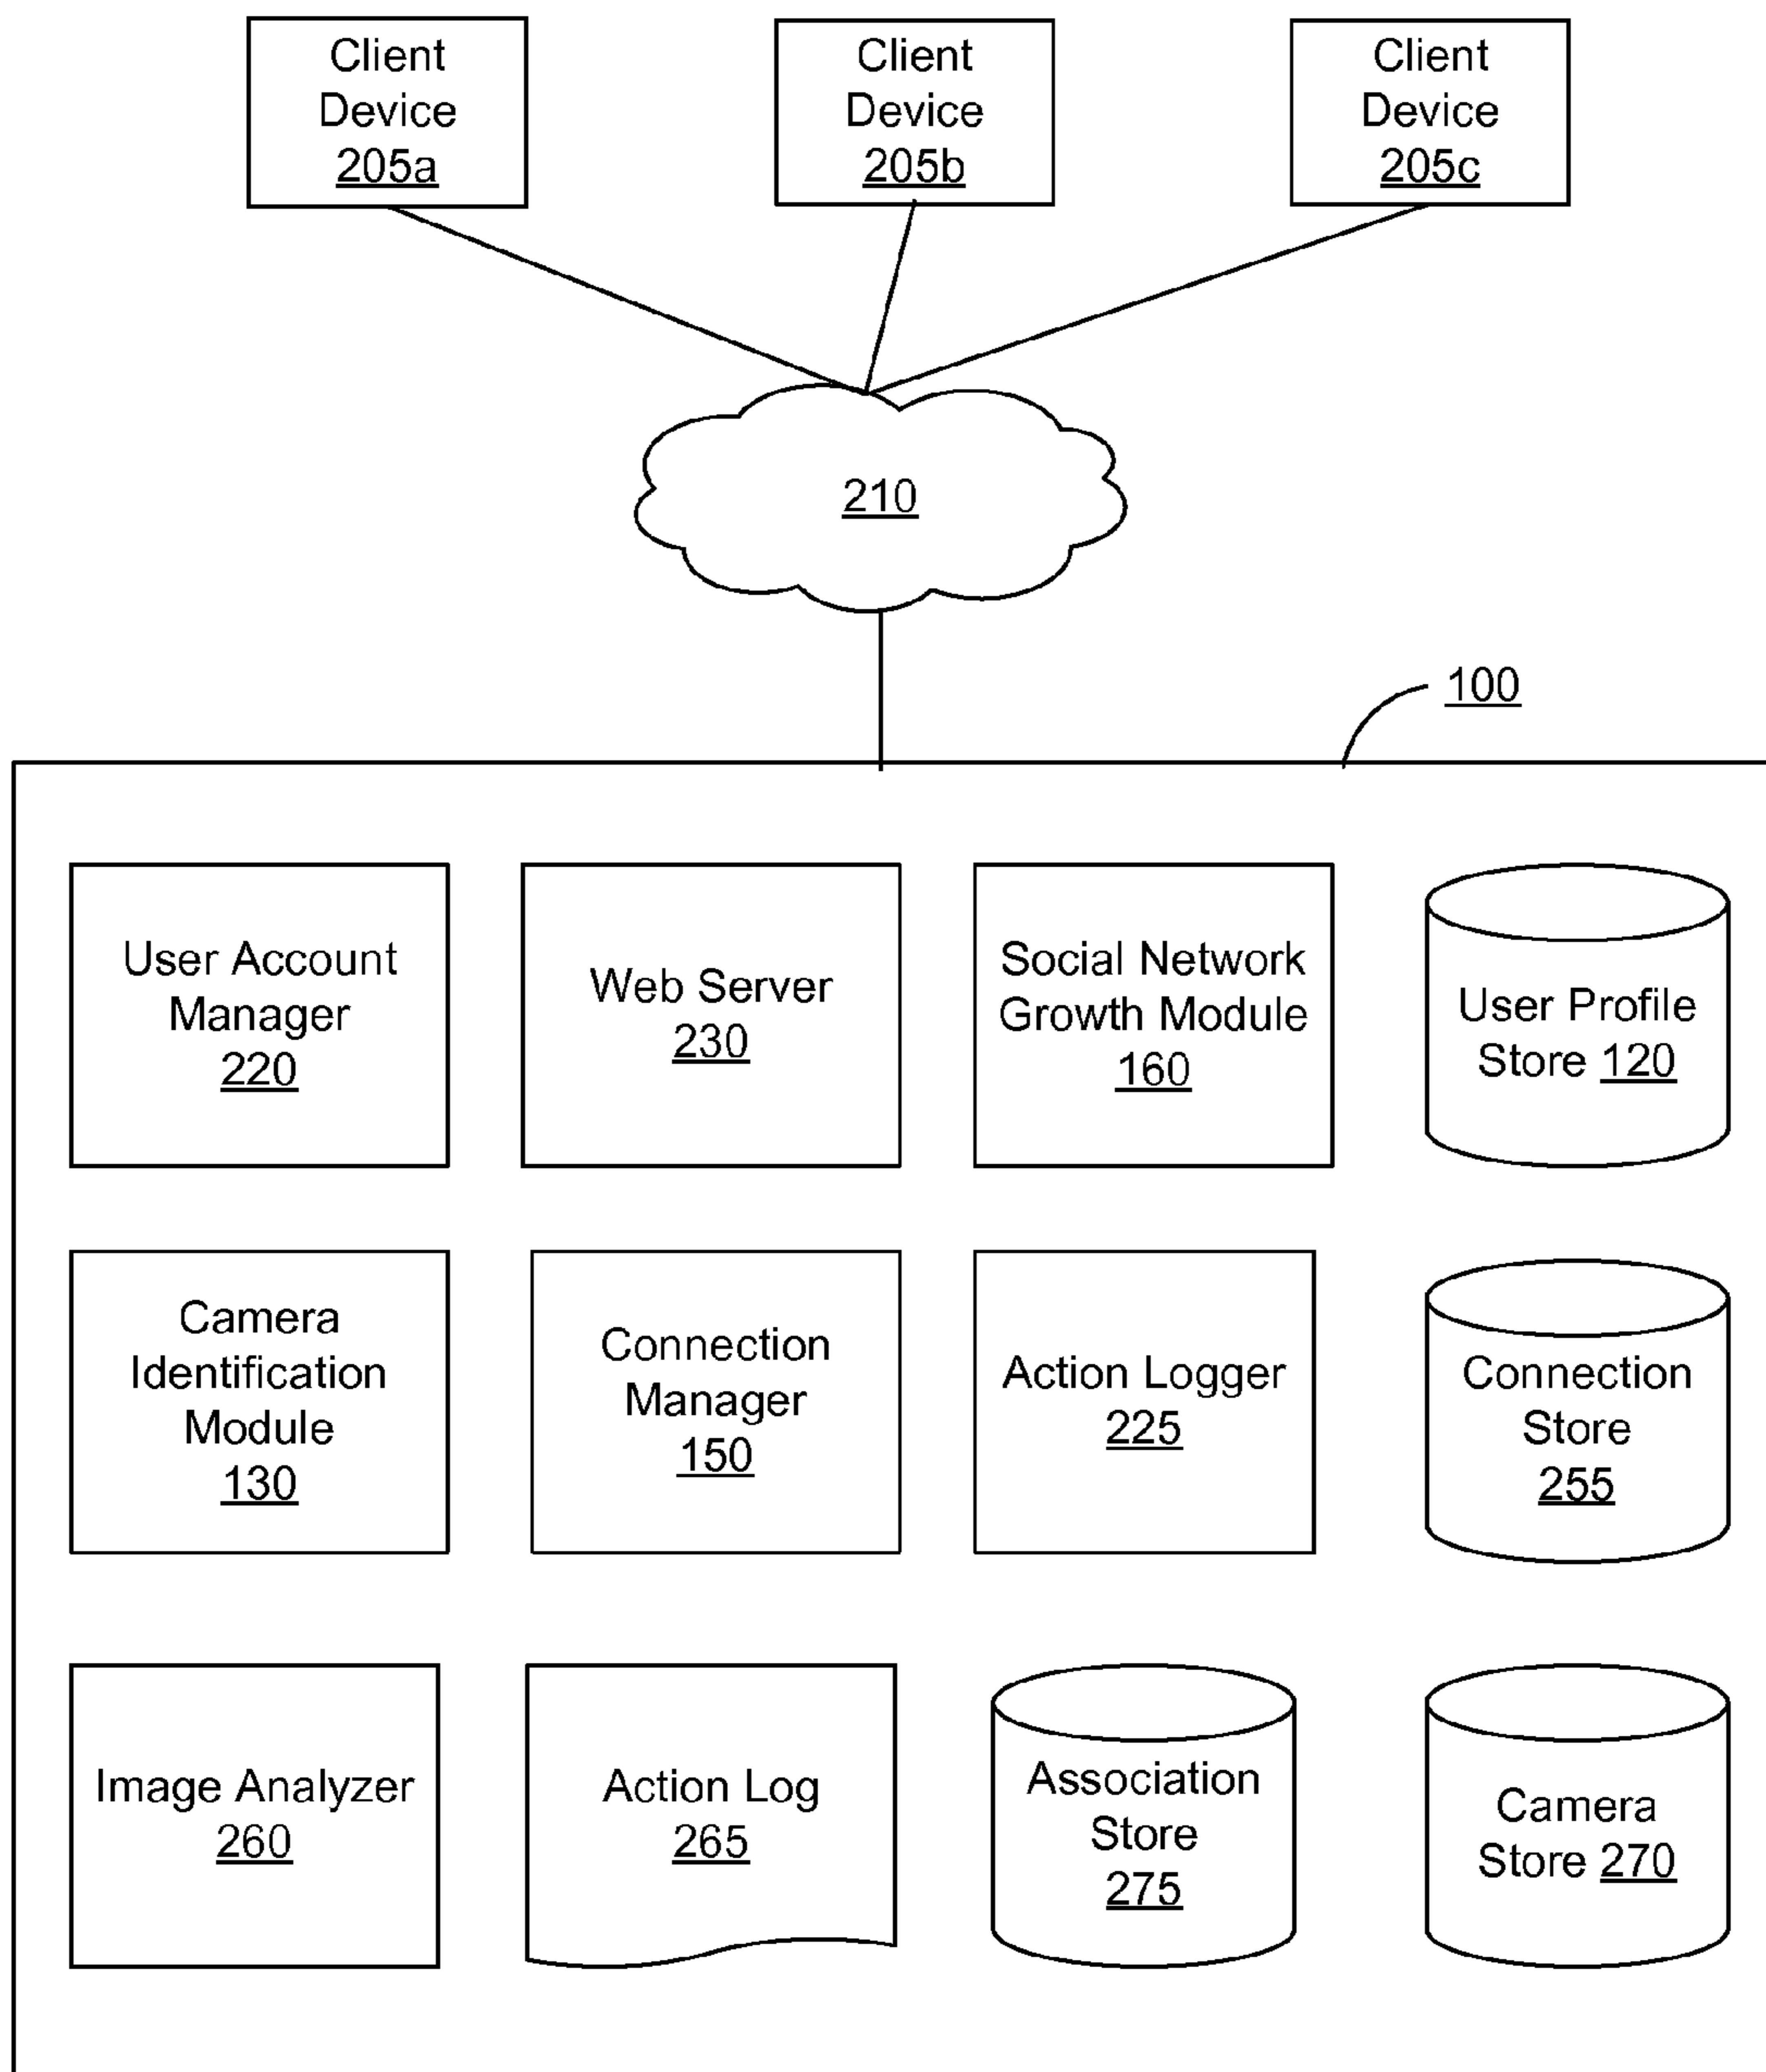 Client
Device
205a
Client
Device
205b
Client
Device
205c
210
100
User Account
Manager
220
Web Server
230
Social Network
Growth Module
160
User Profile
Store 120
Camera
Identification
Module
130
Connection
Manager
150
Action Logger
225
Connection
Store
255
Image Analyzer
260
Action Log
265
Association
Store
275
Camera
Store 270